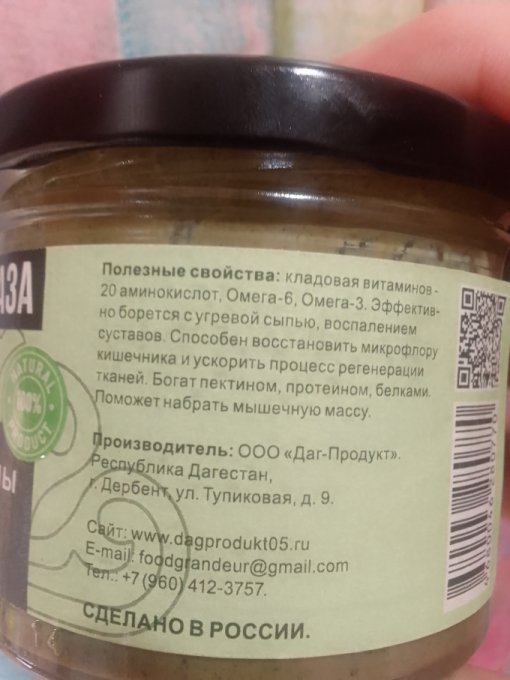 АЗА
Полезные свойства: кладовая витаминов -
20 аминокислот, Омега-6, Омега-3. Эффектив-
но борется с угревой сыпью, воспалением
суставов. Способен восстановить микрофлору
кишечника и ускорить процесс регенерации
тканей. Богат пектином, протеином, белками.
Поможет набрать мышечную массу.
NATURAL
100%
PRODUCT
Производитель: ООО «Даг-Продукт».
Республика Дагестан,
г. Дербент, ул. Тупиковая, д. 9.
Сайт: www.dagprodukt05.ru
E-mail: foodgrandeur@gmail.com
Тел.: +7 (960) 412-3757.
СДЕЛАНО В РОССИИ.